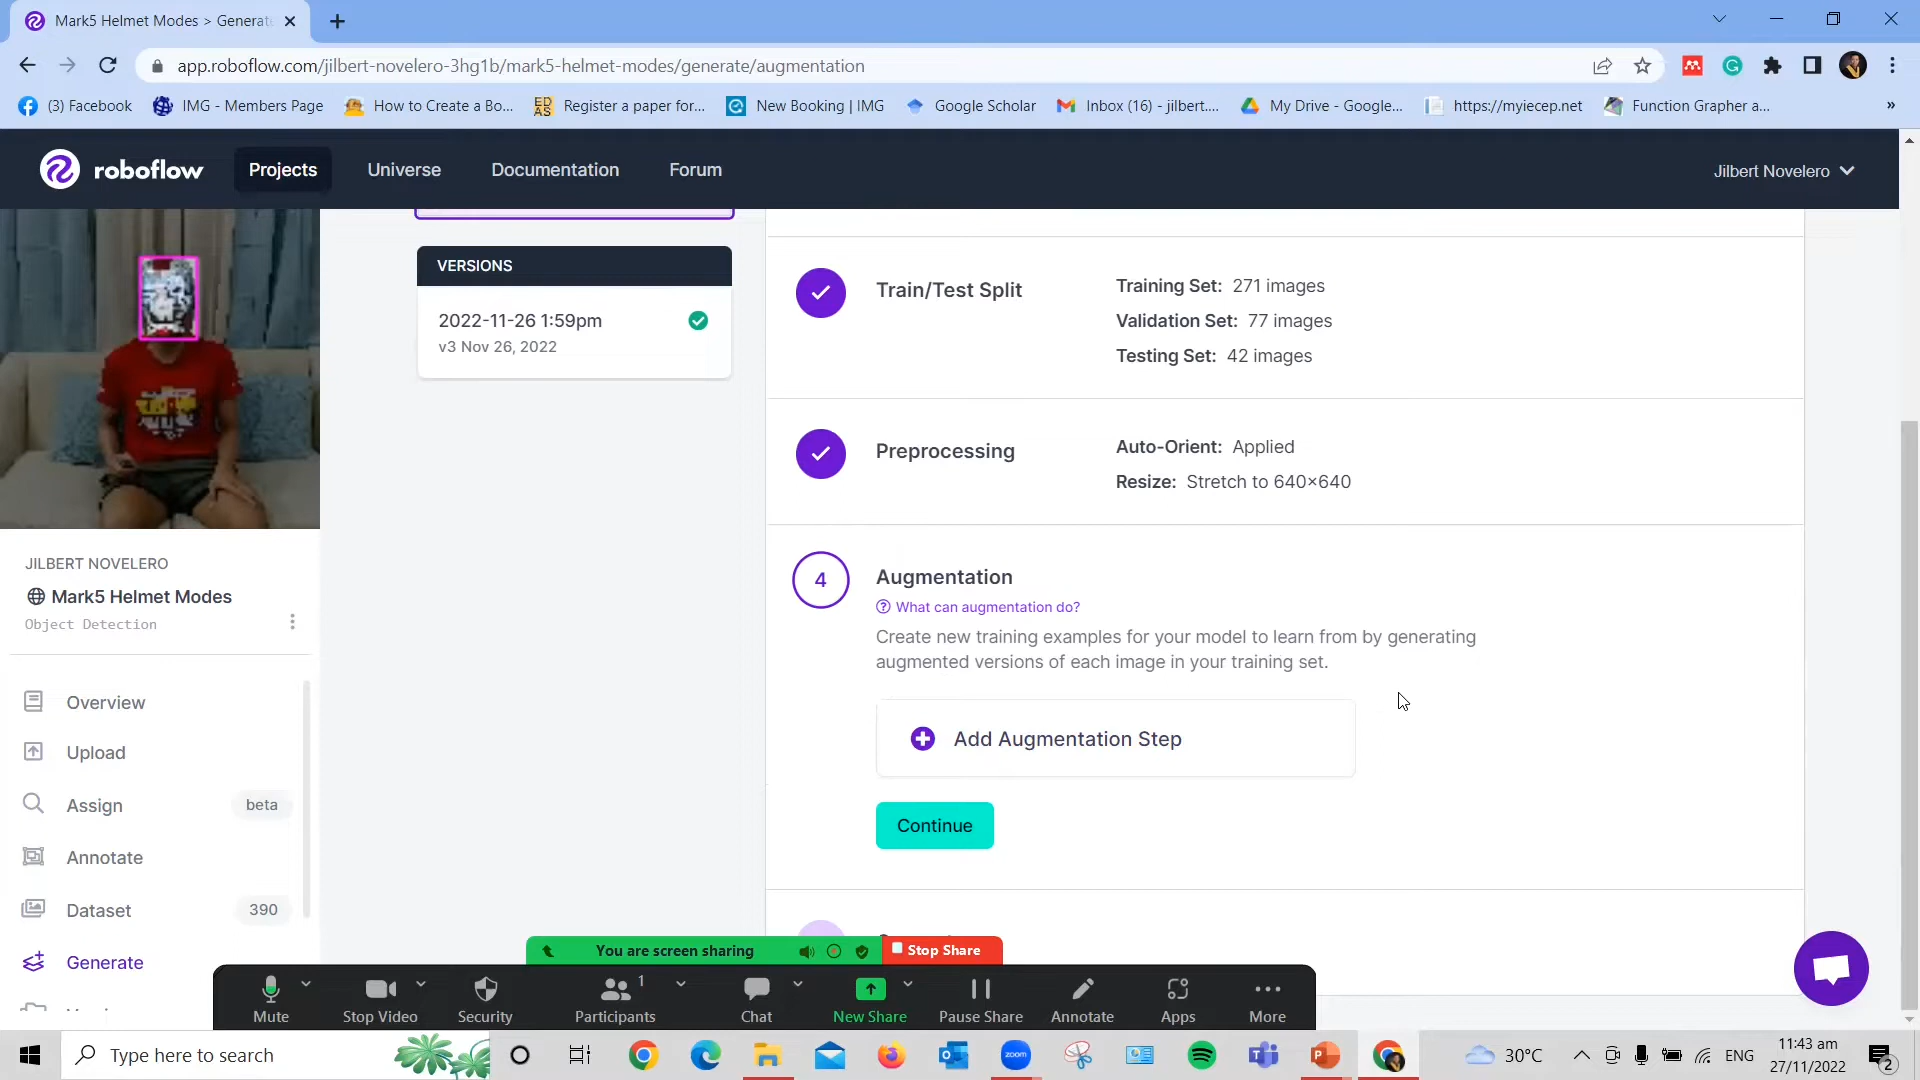 Mark5 Helmet Modes > Generat
app.roboflow.com/jilbert-novelero-3hg1b/mark5-helmet-modes/generate/augmentation
(3) Facebook
IMG - Members Page
How to Create a Bo...
EDAS
Register a paper for...
New Booking | IMG
Google Scholar
Inbox (16) - jilbert....
My Drive - Google...
https://myiecep.net
Function Grapher a...
»
roboflow
Projects
Universe
Documentation
Forum
Jilbert Novelero
VERSIONS
2022-11-26 1:59pm
v3 Nov 26, 2022
Train/Test Split
Training Set: 271 images
Validation Set: 77 images
Testing Set: 42 images
Preprocessing
Auto-Orient: Applied
Resize: Stretch to 640×640
4
Augmentation
What can augmentation do?
Create new training examples for your model to learn from by generating
augmented versions of each image in your training set.
Add Augmentation Step
Continue
JILBERT NOVELERO
Mark5 Helmet Modes
Object Detection
Overview
Upload
Assign
beta
Annotate
Dataset
390
Generate
You are screen sharing
Stop Share
Mute
Stop Video
Security
Participants
1
Chat
New Share
Pause Share
Annotate
Apps
More
Type here to search
zoom
30°C
ENG
11:43 am
27/11/2022
2